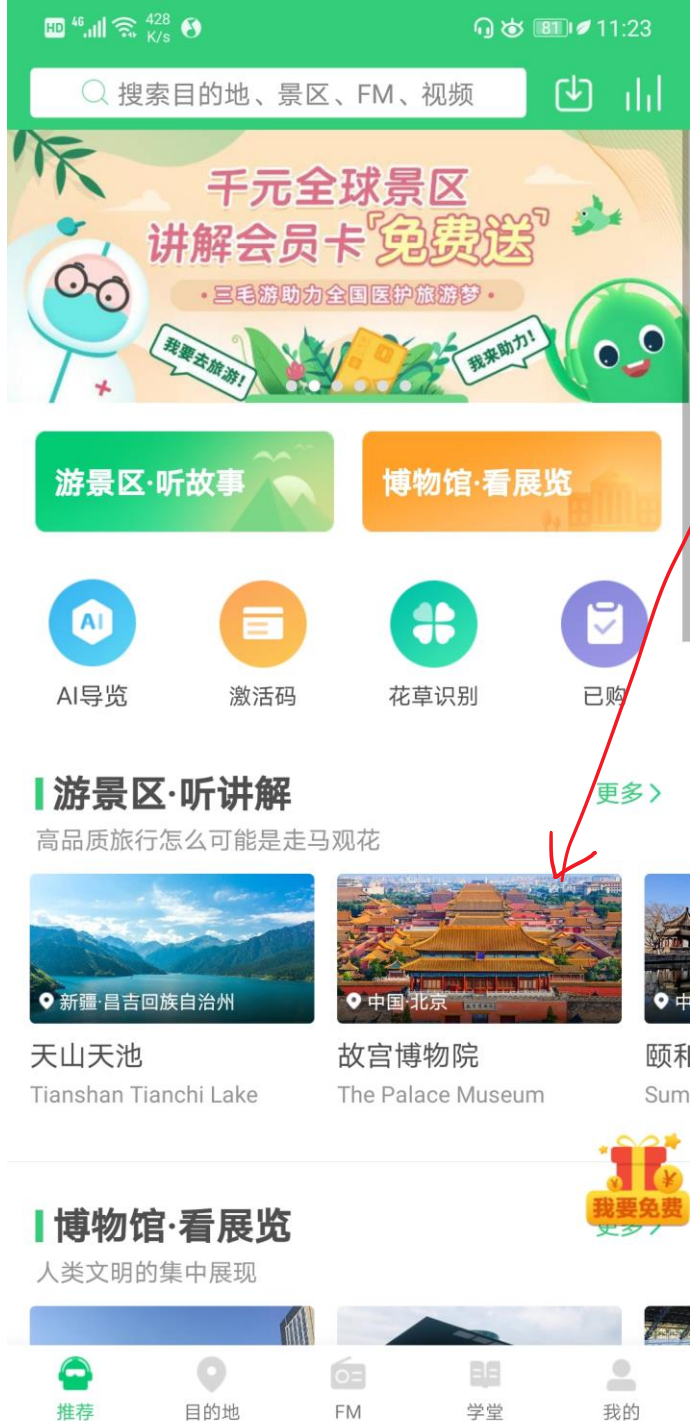 HD 46 428 K/s 81 11:23
搜索目的地、景区、FM、视频
千元全球景区
讲解会员卡「免费送」
·三毛游助力全国医护旅游梦·
我要去旅游!
我来助力!
游景区·听故事
博物馆·看展览
AI
AI导览
激活码
花草识别
已购
游景区·听讲解
更多
高品质旅行怎么可能是走马观花
新疆·昌吉回族自治州
中国·北京
中
天山天池
故宫博物院
颐和
Tianshan Tianchi Lake
The Palace Museum
Sum
我要免费
博物馆·看展览
更多
人类文明的集中展现
推荐
目的地
FM
学堂
我的